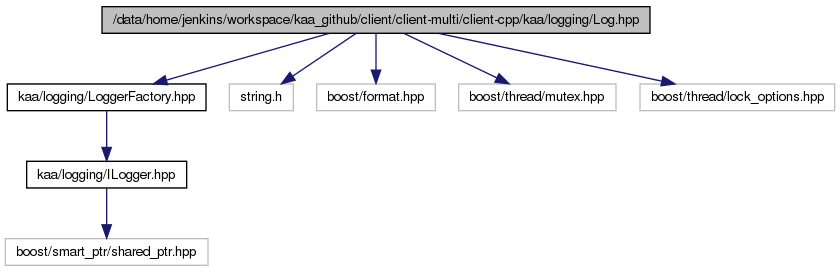 /data/home/jenkins/workspace/kaa_github/client/client-multi/client-cpp/kaa/logging/Log.hpp
kaa/logging/LoggerFactory.hpp
string.h
boost/format.hpp
boost/thread/mutex.hpp
boost/thread/lock_options.hpp
kaa/logging/ILogger.hpp
boost/smart_ptr/shared_ptr.hpp